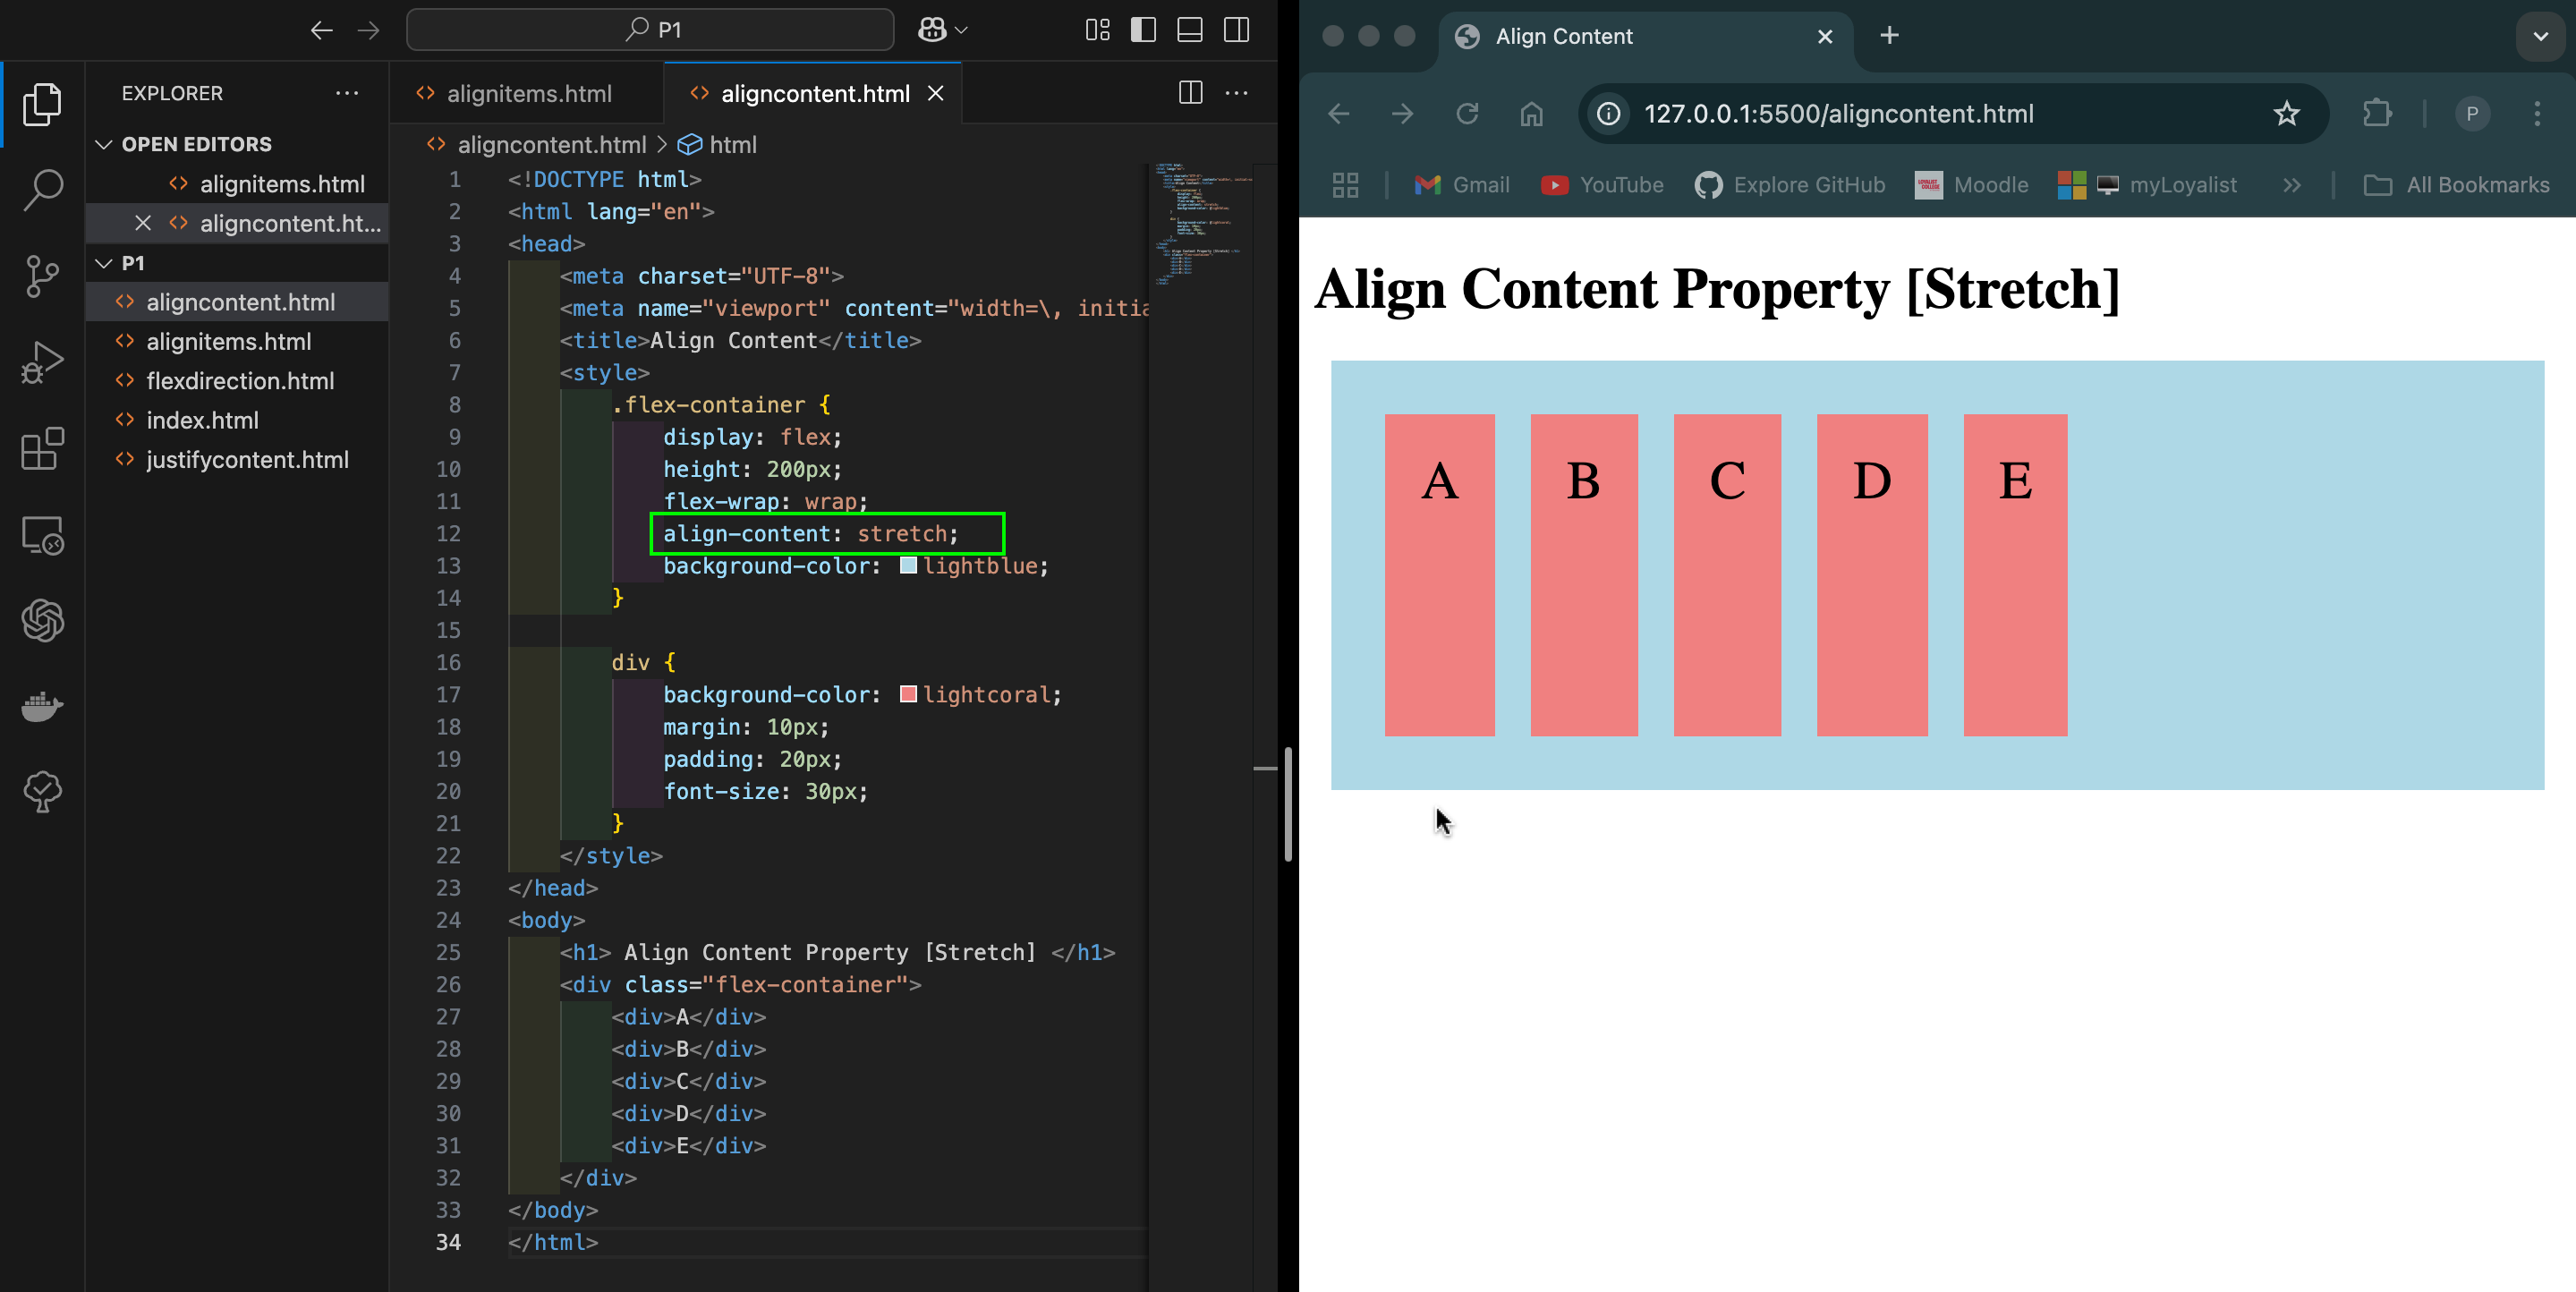 P1
EXPLORER
OPEN EDITORS
alignitems.html
aligncontent.ht...
P1
aligncontent.html
alignitems.html
flexdirection.html
index.html
justifycontent.html
alignitems.html
aligncontent.html
aligncontent.html > html
1 <!DOCTYPE html>
2 <html lang="en">
3 <head>
4 <meta charset="UTF-8">
5 <meta name="viewport" content="width=\, initia
6 <title>Align Content</title>
7 <style>
8 .flex-container {
9 display: flex;
10 height: 200px;
11 flex-wrap: wrap;
12 align-content: stretch;
13 background-color: lightblue;
14 }
15
16 div {
17 background-color: lightcoral;
18 margin: 10px;
19 padding: 20px;
20 font-size: 30px;
21 }
22 </style>
23 </head>
24 <body>
25 <h1> Align Content Property [Stretch] </h1>
26 <div class="flex-container">
27 <div>A</div>
28 <div>B</div>
29 <div>C</div>
30 <div>D</div>
31 <div>E</div>
32 </div>
33 </body>
34 </html>
Align Content
127.0.0.1:5500/aligncontent.html
P
Gmail YouTube Explore GitHub Moodle myLoyalist All Bookmarks
Align Content Property [Stretch]
A B C D E